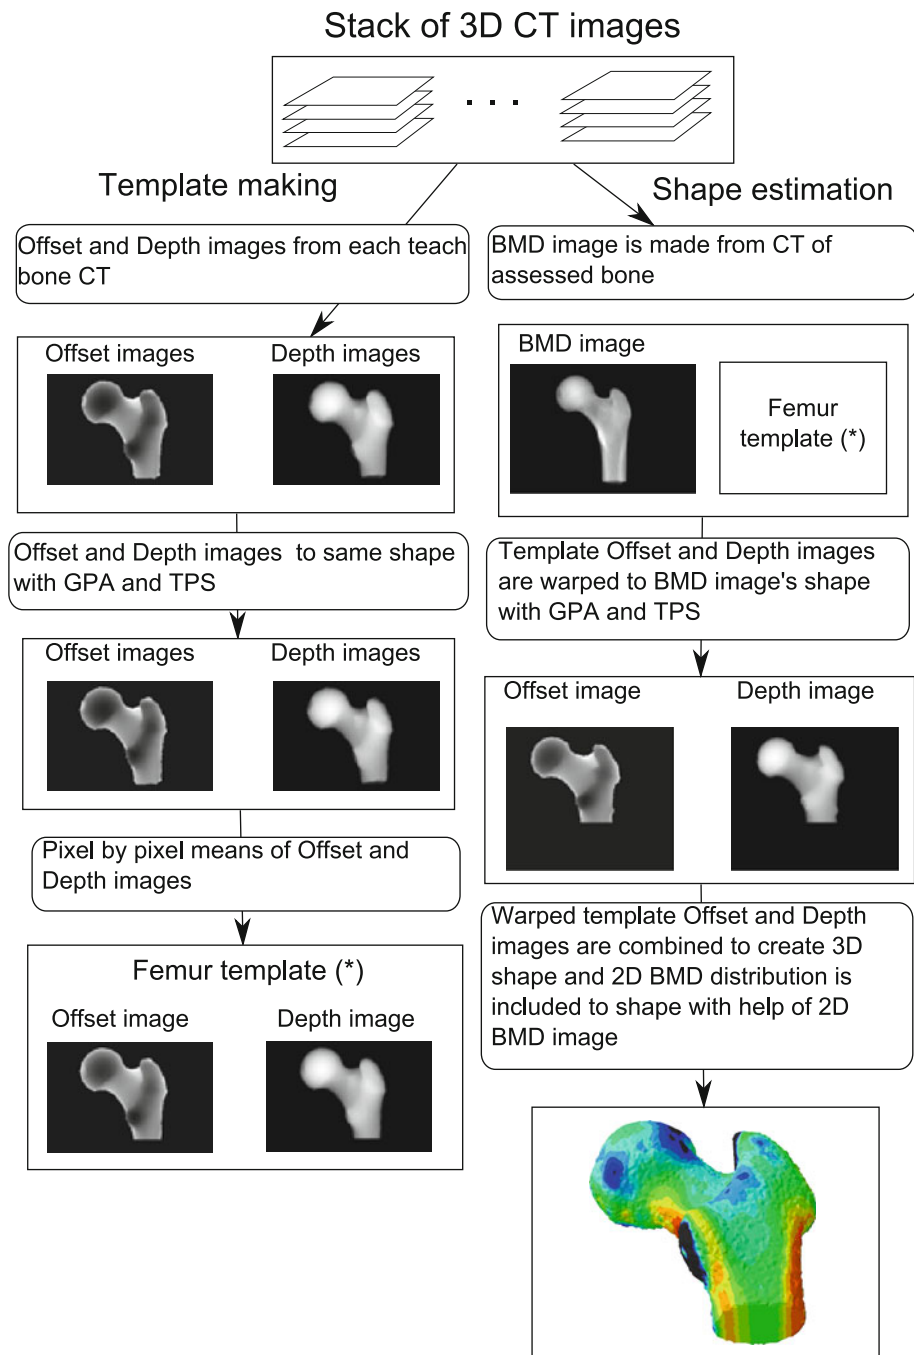 Stack of 3D CT images
. . .
Template making
Offset and Depth images from each teach
bone CT
Offset images
Depth images
Offset and Depth images to same shape
with GPA and TPS
Offset images
Depth images
Pixel by pixel means of Offset and
Depth images
Femur template (*)
Offset image
Depth image
Shape estimation
BMD image is made from CT of
assessed bone
BMD image
Femur
template (*)
Template Offset and Depth images
are warped to BMD image's shape
with GPA and TPS
Offset image
Depth image
Warped template Offset and Depth
images are combined to create 3D
shape and 2D BMD distribution is
included to shape with help of 2D
BMD image